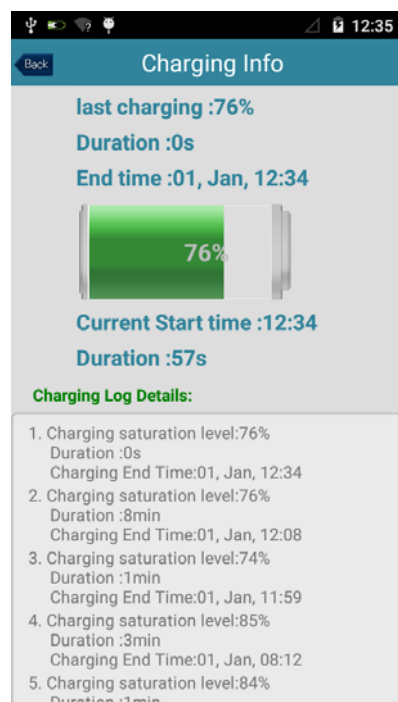 12:35
Back
Charging Info
last charging :76%
Duration :0s
End time :01, Jan, 12:34
76%
Current Start time :12:34
Duration :57s
Charging Log Details:
1. Charging saturation level:76%
Duration :0s
Charging End Time:01, Jan, 12:34
2. Charging saturation level:76%
Duration :8min
Charging End Time:01, Jan, 12:08
3. Charging saturation level:74%
Duration :1min
Charging End Time:01, Jan, 11:59
4. Charging saturation level:85%
Duration :3min
Charging End Time:01, Jan, 08:12
5. Charging saturation level:84%
Duration :1min